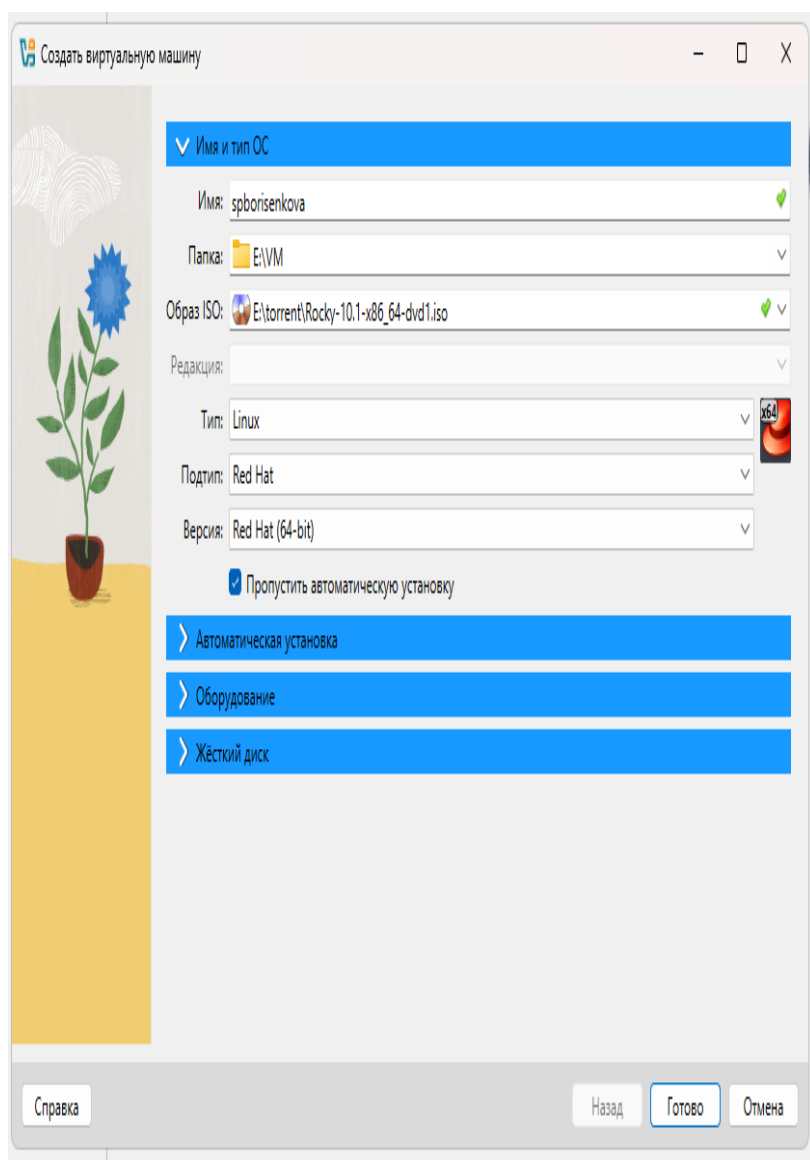 Создать виртуальную машину
Имя и тип ОС
Имя: spborisenkova
Папка: E:\VM
Образ ISO: E:\torrent\Rocky-10.1-x86_64-dvd1.iso
Редакция:
Тип: Linux
x64
Подтип: Red Hat
Версия: Red Hat (64-bit)
Пропустить автоматическую установку
Автоматическая установка
Оборудование
Жёсткий диск
Справка Назад Готово Отмена